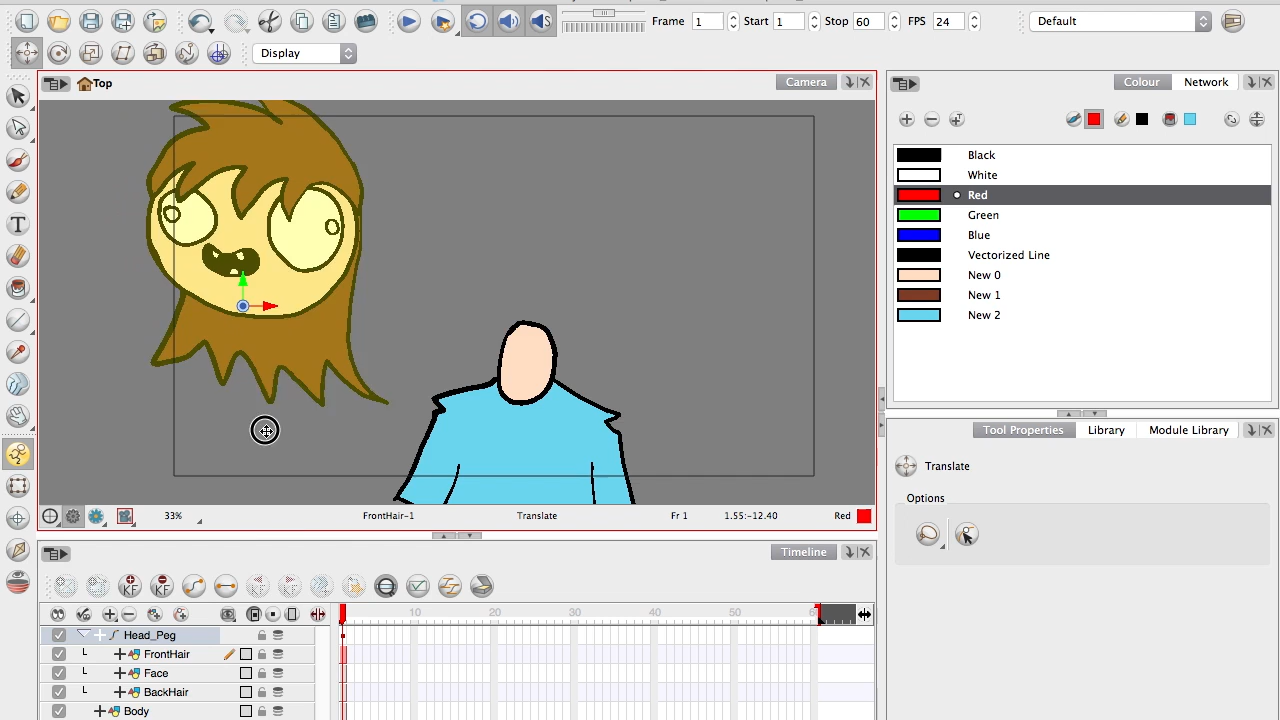 Frame 1 Start 1 Stop 60 FPS 24 Default
Display
Top Camera Colour Network
Black
White
Red
Green
Blue
Vectorized Line
New 0
New 1
New 2
T
Tool Properties Library Module Library
Translate
Options
33% FrontHair-1 Translate Fr 1 1.55:-12.40 Red
Timeline
KF KF
10 20 30 40 50
Head_Peg
FrontHair
Face
BackHair
Body